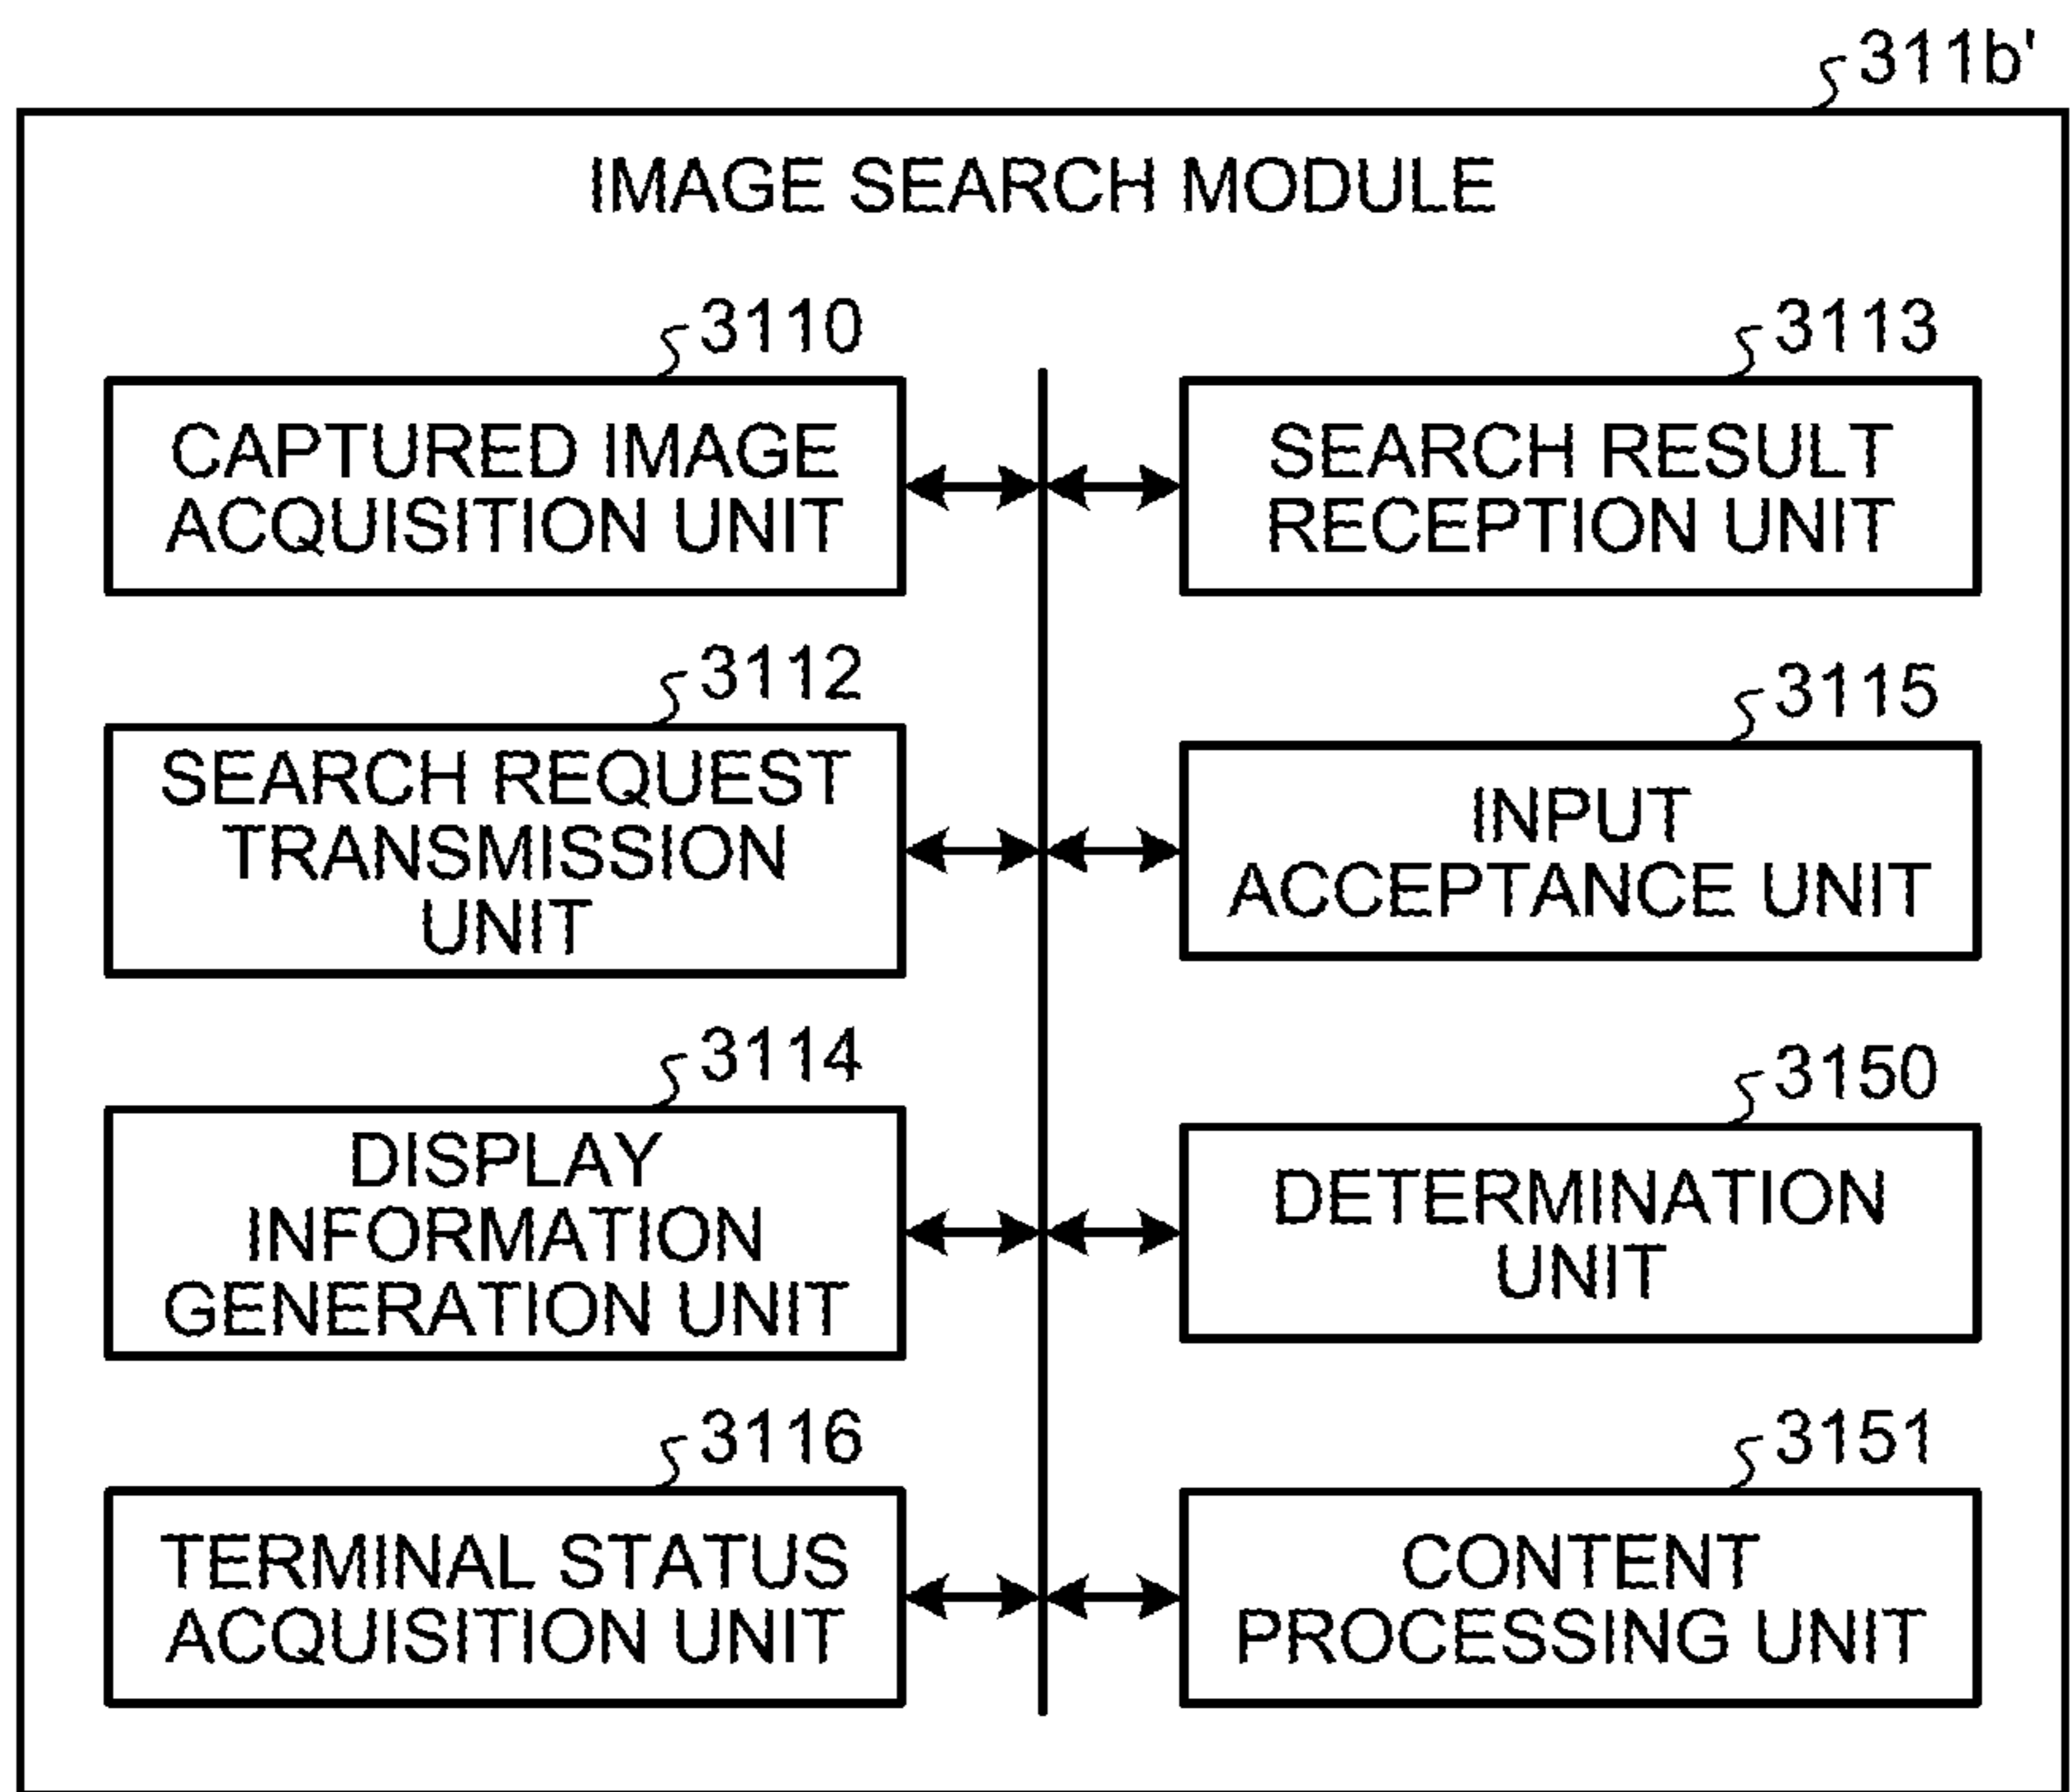 311b'
IMAGE SEARCH MODULE
3110
CAPTURED IMAGE
ACQUISITION UNIT
3113
SEARCH RESULT
RECEPTION UNIT
3112
SEARCH REQUEST
TRANSMISSION
UNIT
3115
INPUT
ACCEPTANCE UNIT
3114
DISPLAY
INFORMATION
GENERATION UNIT
3150
DETERMINATION
UNIT
3116
TERMINAL STATUS
ACQUISITION UNIT
3151
CONTENT
PROCESSING UNIT